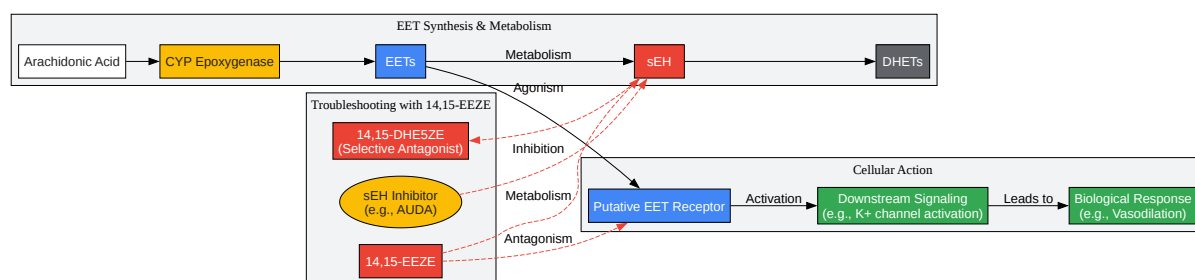 EET Synthesis & Metabolism
Arachidonic Acid
CYP Epoxygenase
EETs
Metabolism
sEH
DHETs
Agonism
Troubleshooting with 14,15-EEZE
14,15-DHE5ZE
(Selective Antagonist)
Inhibition
sEH Inhibitor
(e.g., AUDA)
Metabolism
14,15-EEZE
Antagonism
Cellular Action
Putative EET Receptor
Activation
Downstream Signaling
(e.g., K+ channel activation)
Leads to
Biological Response
(e.g., Vasodilation)